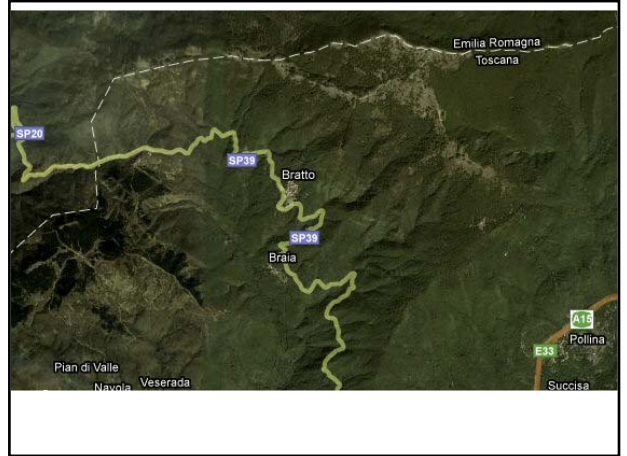 Emilia Romagna
Toscana
SP20
SP39
Bratto
SP39
Braia
A15
Pollina
E33
Pian di Valle
Navola
Veserada
Succisa